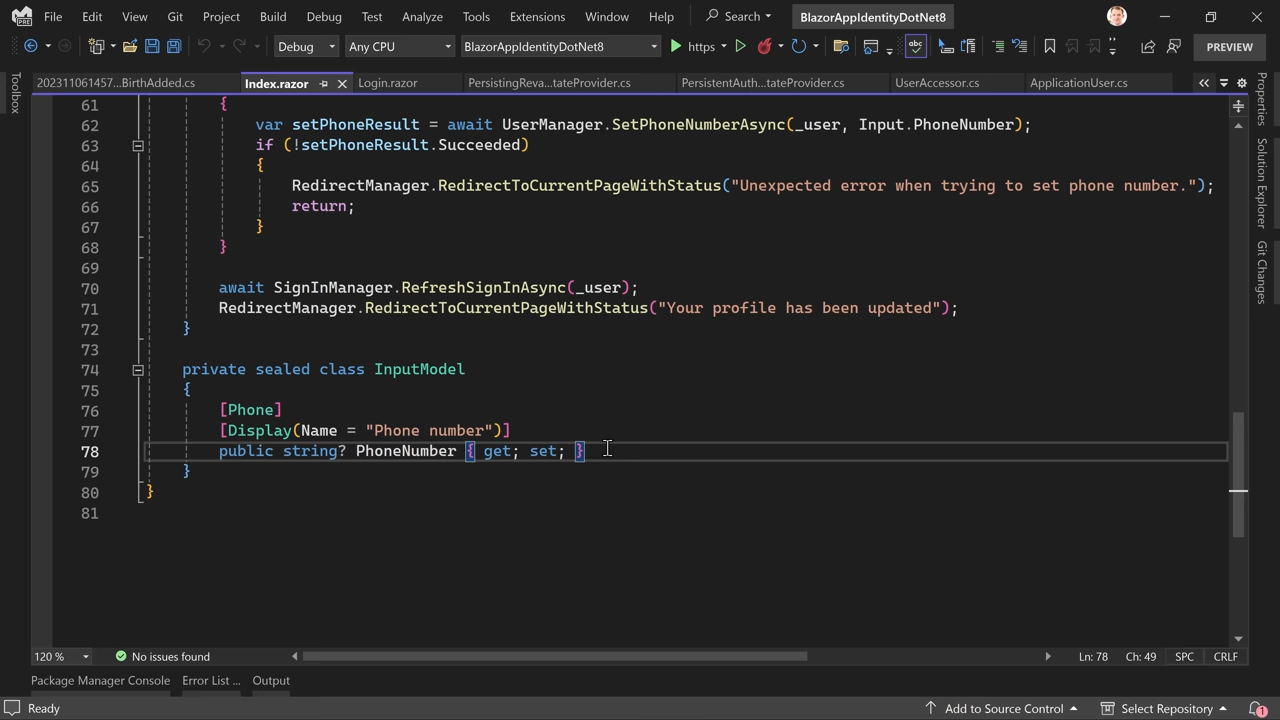 File Edit View Git Project Build Debug Test Analyze Tools Extensions Window Help Search BlazorAppIdentityDotNet8
PRE
Debug Any CPU BlazorAppIdentityDotNet8 https abc PREVIEW
202311061457...BirthAdded.cs Index.razor Login.razor PersistingReva...tateProvider.cs PersistentAuth...tateProvider.cs UserAccessor.cs ApplicationUser.cs
Toolbox
Properties
Solution Explorer
Git Changes
61 {
62 var setPhoneResult = await UserManager.SetPhoneNumberAsync(_user, Input.PhoneNumber);
63 if (!setPhoneResult.Succeeded)
64 {
65 RedirectManager.RedirectToCurrentPageWithStatus("Unexpected error when trying to set phone number.");
66 return;
67 }
68 }
69
70 await SignInManager.RefreshSignInAsync(_user);
71 RedirectManager.RedirectToCurrentPageWithStatus("Your profile has been updated");
72 }
73
74 private sealed class InputModel
75 {
76 [Phone]
77 [Display(Name = "Phone number")]
78 public string? PhoneNumber { get; set; }
79 }
80 }
81
120 % No issues found Ln: 78 Ch: 49 SPC CRLF
Package Manager Console Error List ... Output
Ready Add to Source Control Select Repository 1